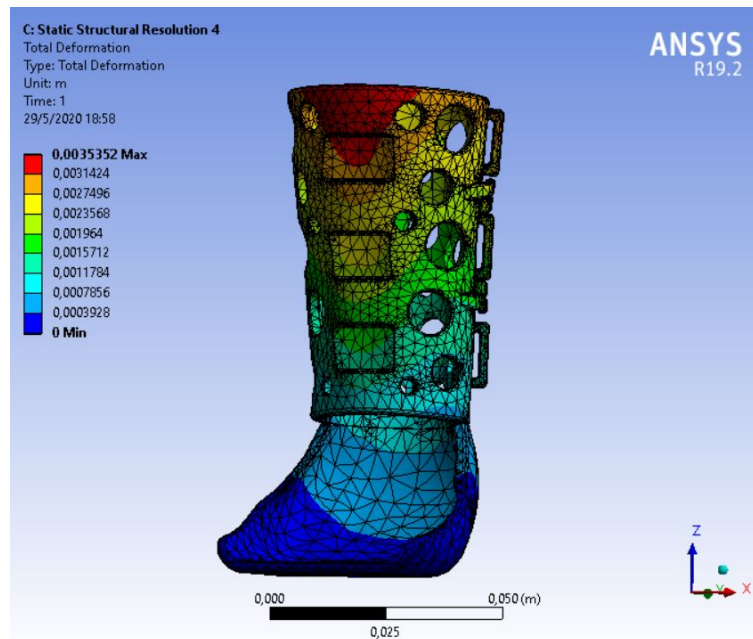 C: Static Structural Resolution 4
Total Deformation
Type: Total Deformation
Unit: m
Time: 1
29/5/2020 18:58
ANSYS
R19.2
0,0035352 Max
0,0031424
0,0027496
0,0023568
0,001964
0,0015712
0,0011784
0,0007856
0,0003928
0 Min
0,000
0,050 (m)
0,025
Z
Y
X